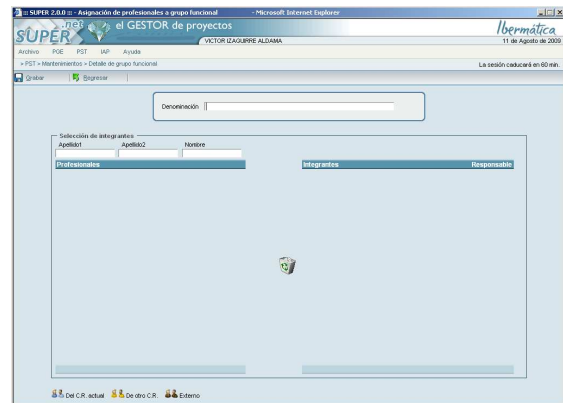 ::: SUPER 2.0.0 ::: - Asignación de profesionales a grupo funcional - Microsoft Internet Explorer
SUPER.net el GESTOR de proyectos
Ibermática
VICTOR IZAGUIRRE ALDAMA
11 de Agosto de 2009
Archivo PGE PST IAP Ayuda
> PST > Mantenimientos > Detalle de grupo funcional
La sesión caducará en 60 min.
Grabar Regresar
Denominación
Selección de integrantes
Apellido1 Apellido2 Nombre
Profesionales Integrantes Responsable
Del C.R. actual De otro C.R. Externo